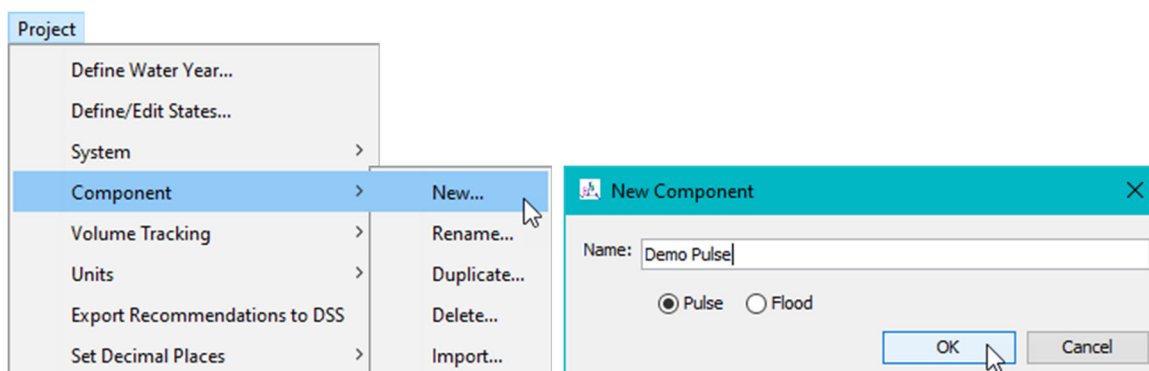 Project
Define Water Year...
Define/Edit States...
System
Component
Volume Tracking
Units
Export Recommendations to DSS
Set Decimal Places
New...
Rename...
Duplicate...
Delete...
Import...
New Component
Name: Demo Pulse
Pulse Flood
OK Cancel